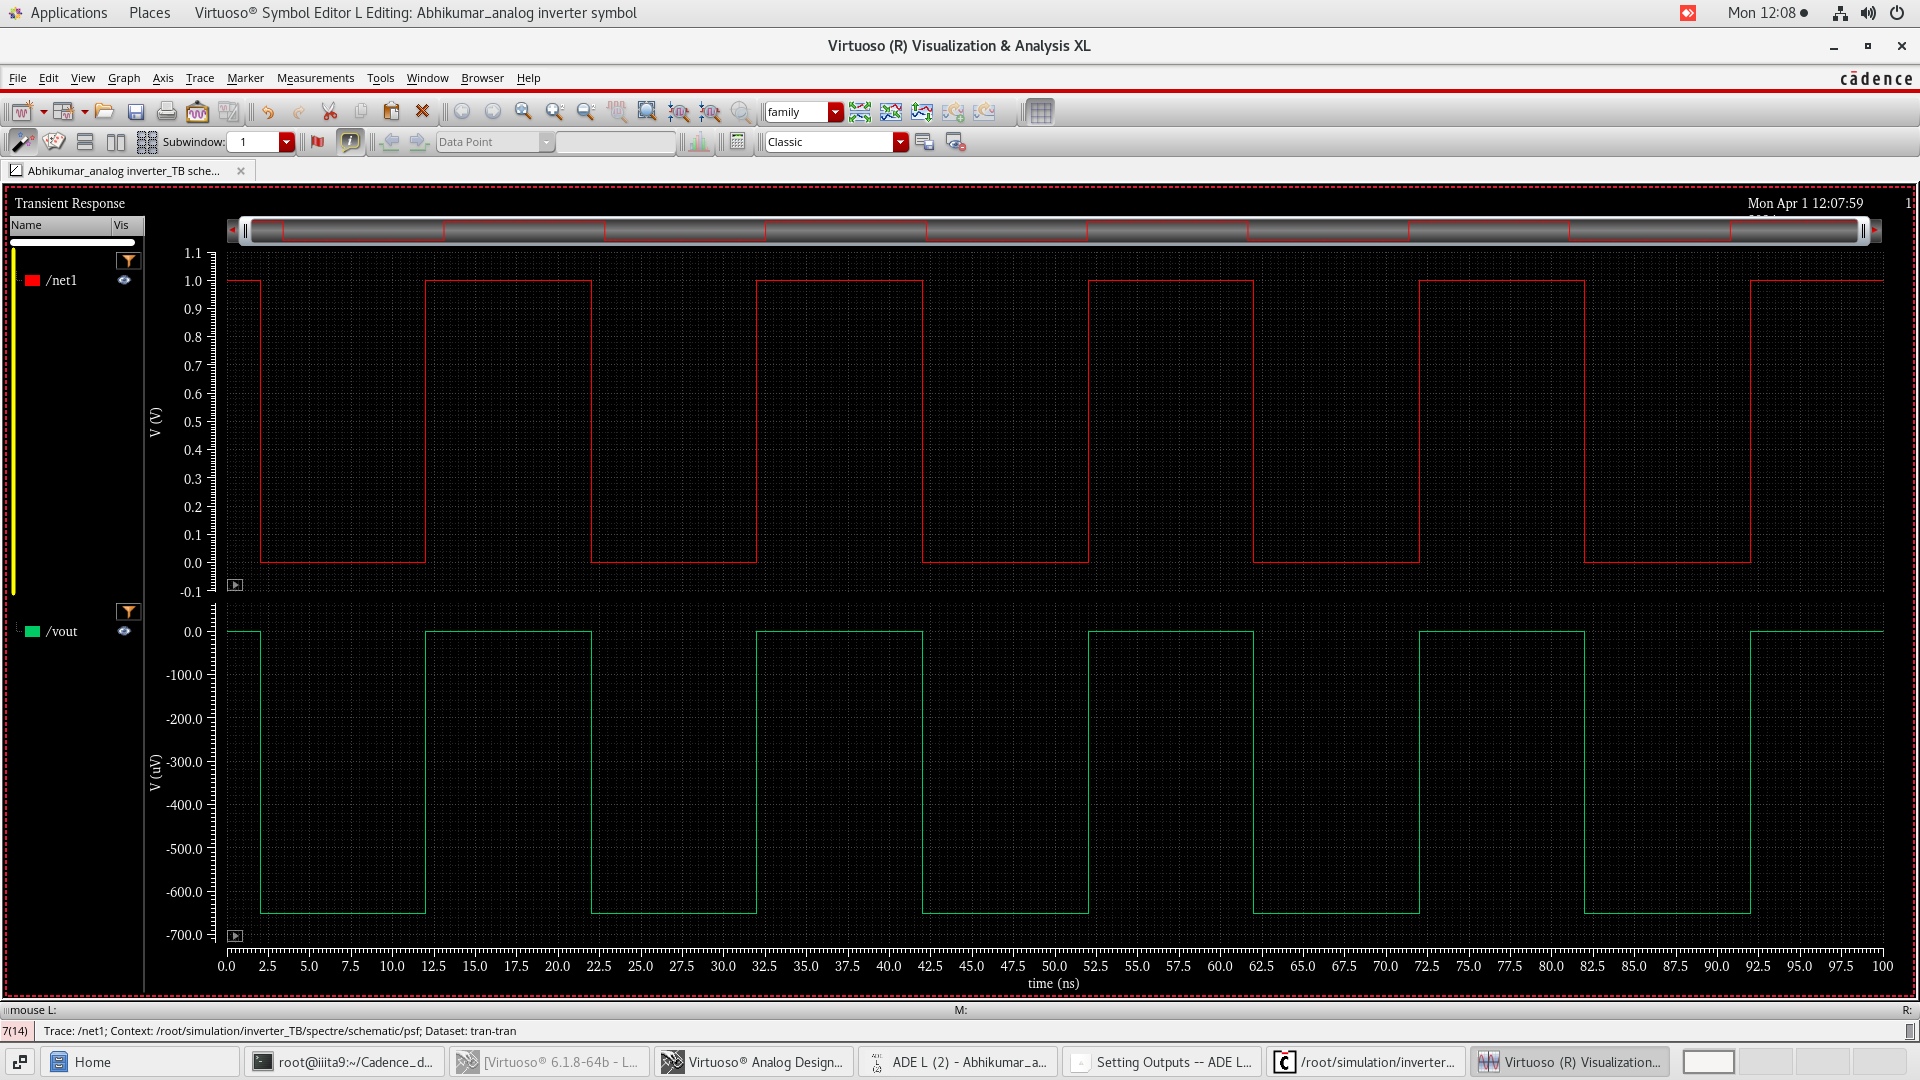 Applications Places Virtuoso® Symbol Editor L Editing: Abhikumar_analog inverter symbol Mon 12:08
Virtuoso (R) Visualization & Analysis XL
File Edit View Graph Axis Trace Marker Measurements Tools Window Browser Help cādence
family
Subwindow: 1 Data Point Classic
Abhikumar_analog inverter_TB sche...
Transient Response Mon Apr 1 12:07:59 1
Name Vis
/net1
V (V)
1.1
1.0
0.9
0.8
0.7
0.6
0.5
0.4
0.3
0.2
0.1
0.0
-0.1
/vout
V (uV)
0.0
-100.0
-200.0
-300.0
-400.0
-500.0
-600.0
-700.0
0.0 2.5 5.0 7.5 10.0 12.5 15.0 17.5 20.0 22.5 25.0 27.5 30.0 32.5 35.0 37.5 40.0 42.5 45.0 47.5 50.0 52.5 55.0 57.5 60.0 62.5 65.0 67.5 70.0 72.5 75.0 77.5 80.0 82.5 85.0 87.5 90.0 92.5 95.0 97.5 100
time (ns)
mouse L: M: R:
7(14) Trace: /net1; Context: /root/simulation/inverter_TB/spectre/schematic/psf; Dataset: tran-tran
Home root@iiita9:~/Cadence_d... [Virtuoso® 6.1.8-64b - L... Virtuoso® Analog Design... ADE L (2) - Abhikumar_a... Setting Outputs -- ADE L... /root/simulation/inverter... Virtuoso (R) Visualization...